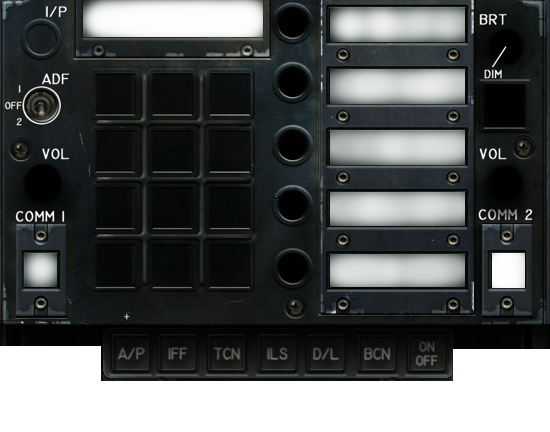 I/P
BRT
ADF
1
OFF
2
DIM
VOL
VOL
COMM 1
COMM 2
A/P
IFF
TCN
ILS
D/L
BCN
ON
OFF